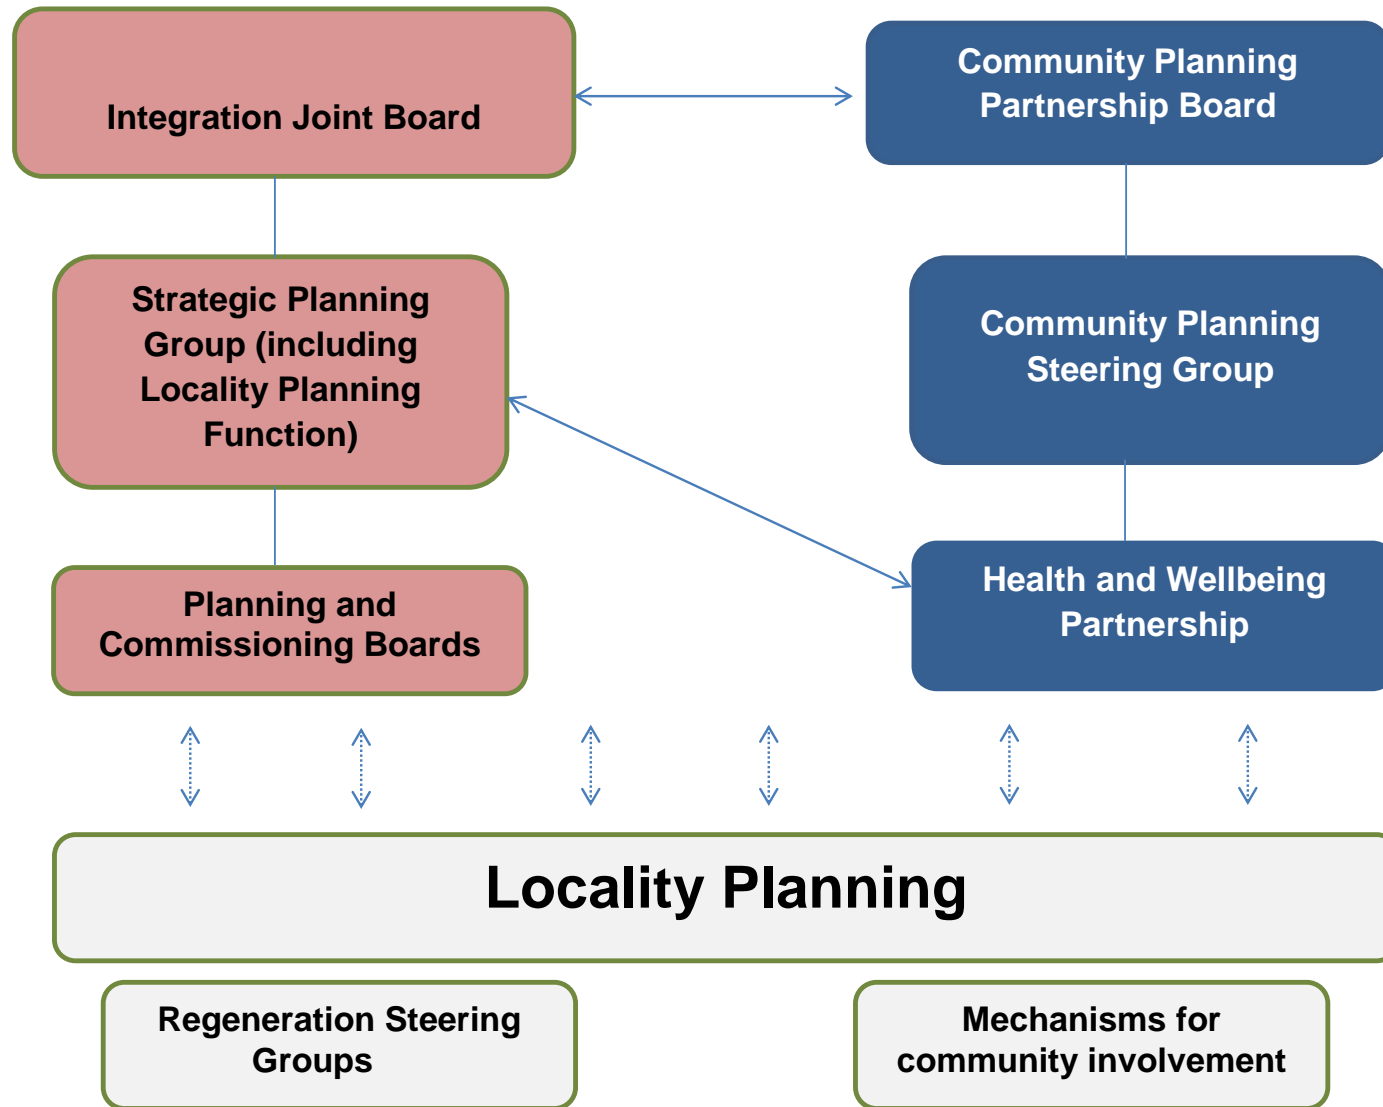 Integration Joint Board
Community Planning
Partnership Board
Strategic Planning
Group (including
Locality Planning
Function)
Community Planning
Steering Group
Planning and
Commissioning Boards
Health and Wellbeing
Partnership
Locality Planning
Regeneration Steering
Groups
Mechanisms for
community involvement